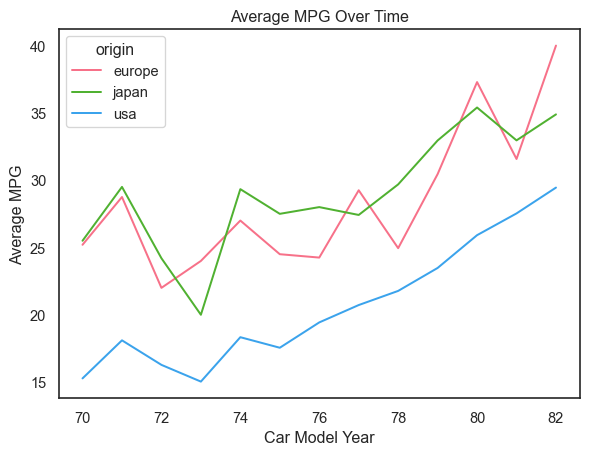 Average MPG Over Time
origin
europe
japan
usa
Average MPG
40
35
30
25
20
15
70 72 74 76 78 80 82
Car Model Year